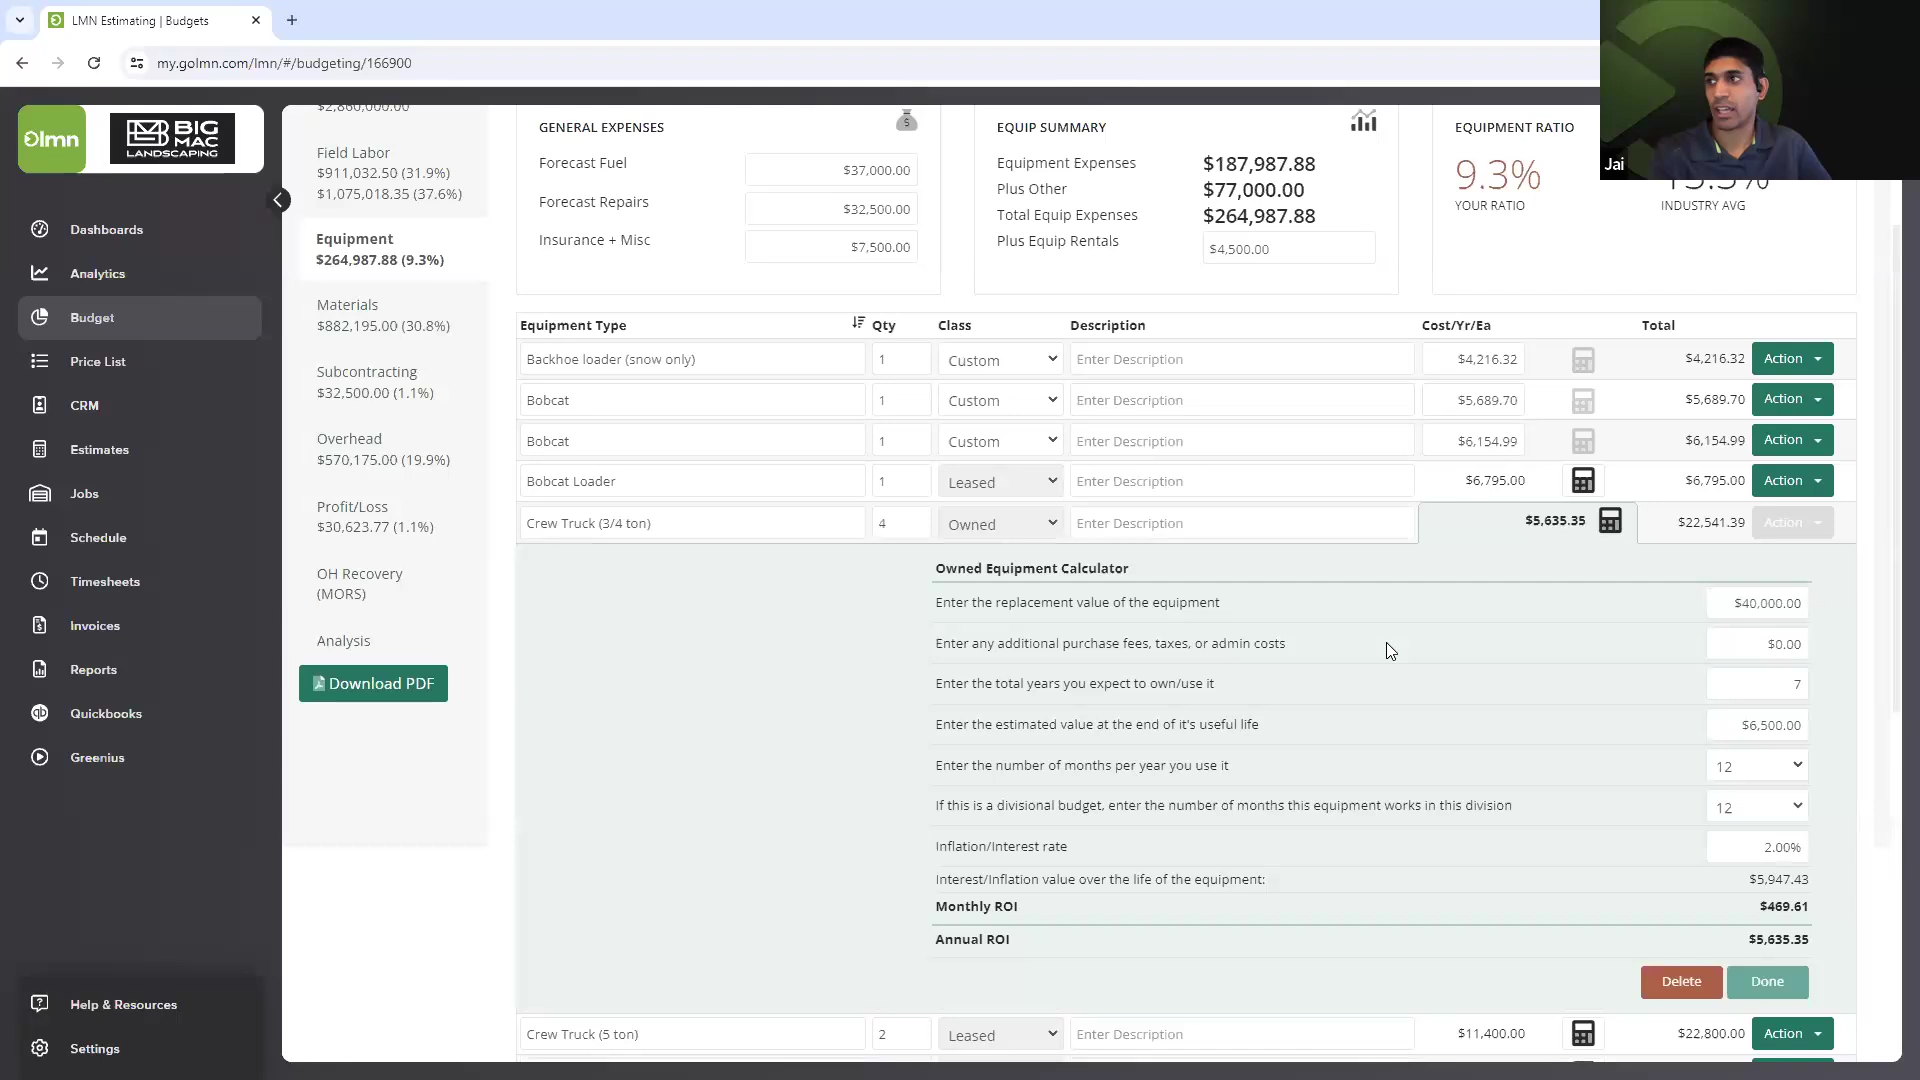 LMN Estimating | Budgets
my.golmn.com/lmn/#/budgeting/166900
Jai
lmn
BIG MAC
LANDSCAPING
Dashboards
Analytics
Budget
Price List
CRM
Estimates
Jobs
Schedule
Timesheets
Invoices
Reports
Quickbooks
Greenius
Help & Resources
Settings
$2,860,000.00
Field Labor
$911,032.50 (31.9%)
$1,075,018.35 (37.6%)
Equipment
$264,987.88 (9.3%)
Materials
$882,195.00 (30.8%)
Subcontracting
$32,500.00 (1.1%)
Overhead
$570,175.00 (19.9%)
Profit/Loss
$30,623.77 (1.1%)
OH Recovery
(MORS)
Analysis
Download PDF
GENERAL EXPENSES
Forecast Fuel $37,000.00
Forecast Repairs $32,500.00
Insurance + Misc $7,500.00
EQUIP SUMMARY
Equipment Expenses $187,987.88
Plus Other $77,000.00
Total Equip Expenses $264,987.88
Plus Equip Rentals $4,500.00
EQUIPMENT RATIO
9.3%
YOUR RATIO
INDUSTRY AVG
Equipment Type Qty Class Description Cost/Yr/Ea Total
Backhoe loader (snow only) 1 Custom Enter Description $4,216.32 $4,216.32 Action
Bobcat 1 Custom Enter Description $5,689.70 $5,689.70 Action
Bobcat 1 Custom Enter Description $6,154.99 $6,154.99 Action
Bobcat Loader 1 Leased Enter Description $6,795.00 $6,795.00 Action
Crew Truck (3/4 ton) 4 Owned Enter Description $5,635.35 $22,541.39 Action
Owned Equipment Calculator
Enter the replacement value of the equipment $40,000.00
Enter any additional purchase fees, taxes, or admin costs $0.00
Enter the total years you expect to own/use it 7
Enter the estimated value at the end of it's useful life $6,500.00
Enter the number of months per year you use it 12
If this is a divisional budget, enter the number of months this equipment works in this division 12
Inflation/Interest rate 2.00%
Interest/Inflation value over the life of the equipment: $5,947.43
Monthly ROI $469.61
Annual ROI $5,635.35
Delete Done
Crew Truck (5 ton) 2 Leased Enter Description $11,400.00 $22,800.00 Action